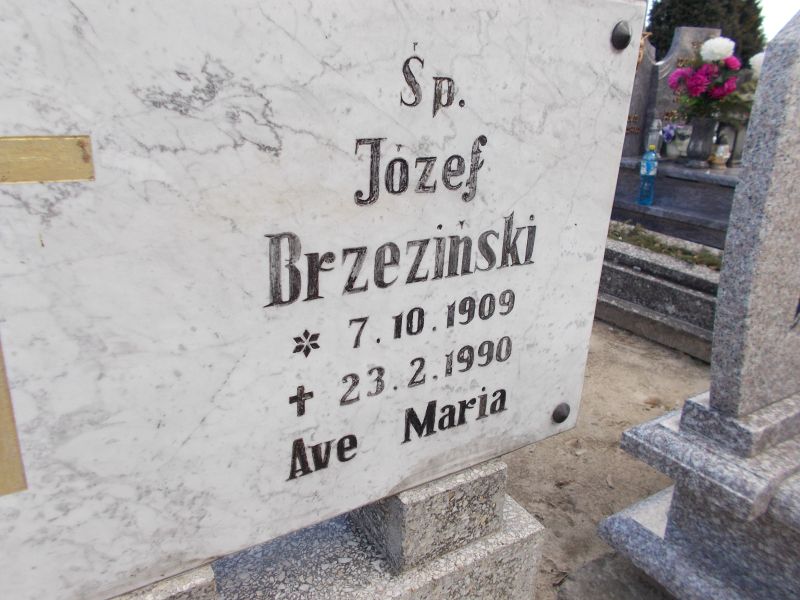 Śp.
Józef
Brzeziński
* 7.10.1909
✝ 23.2.1990
Ave Maria